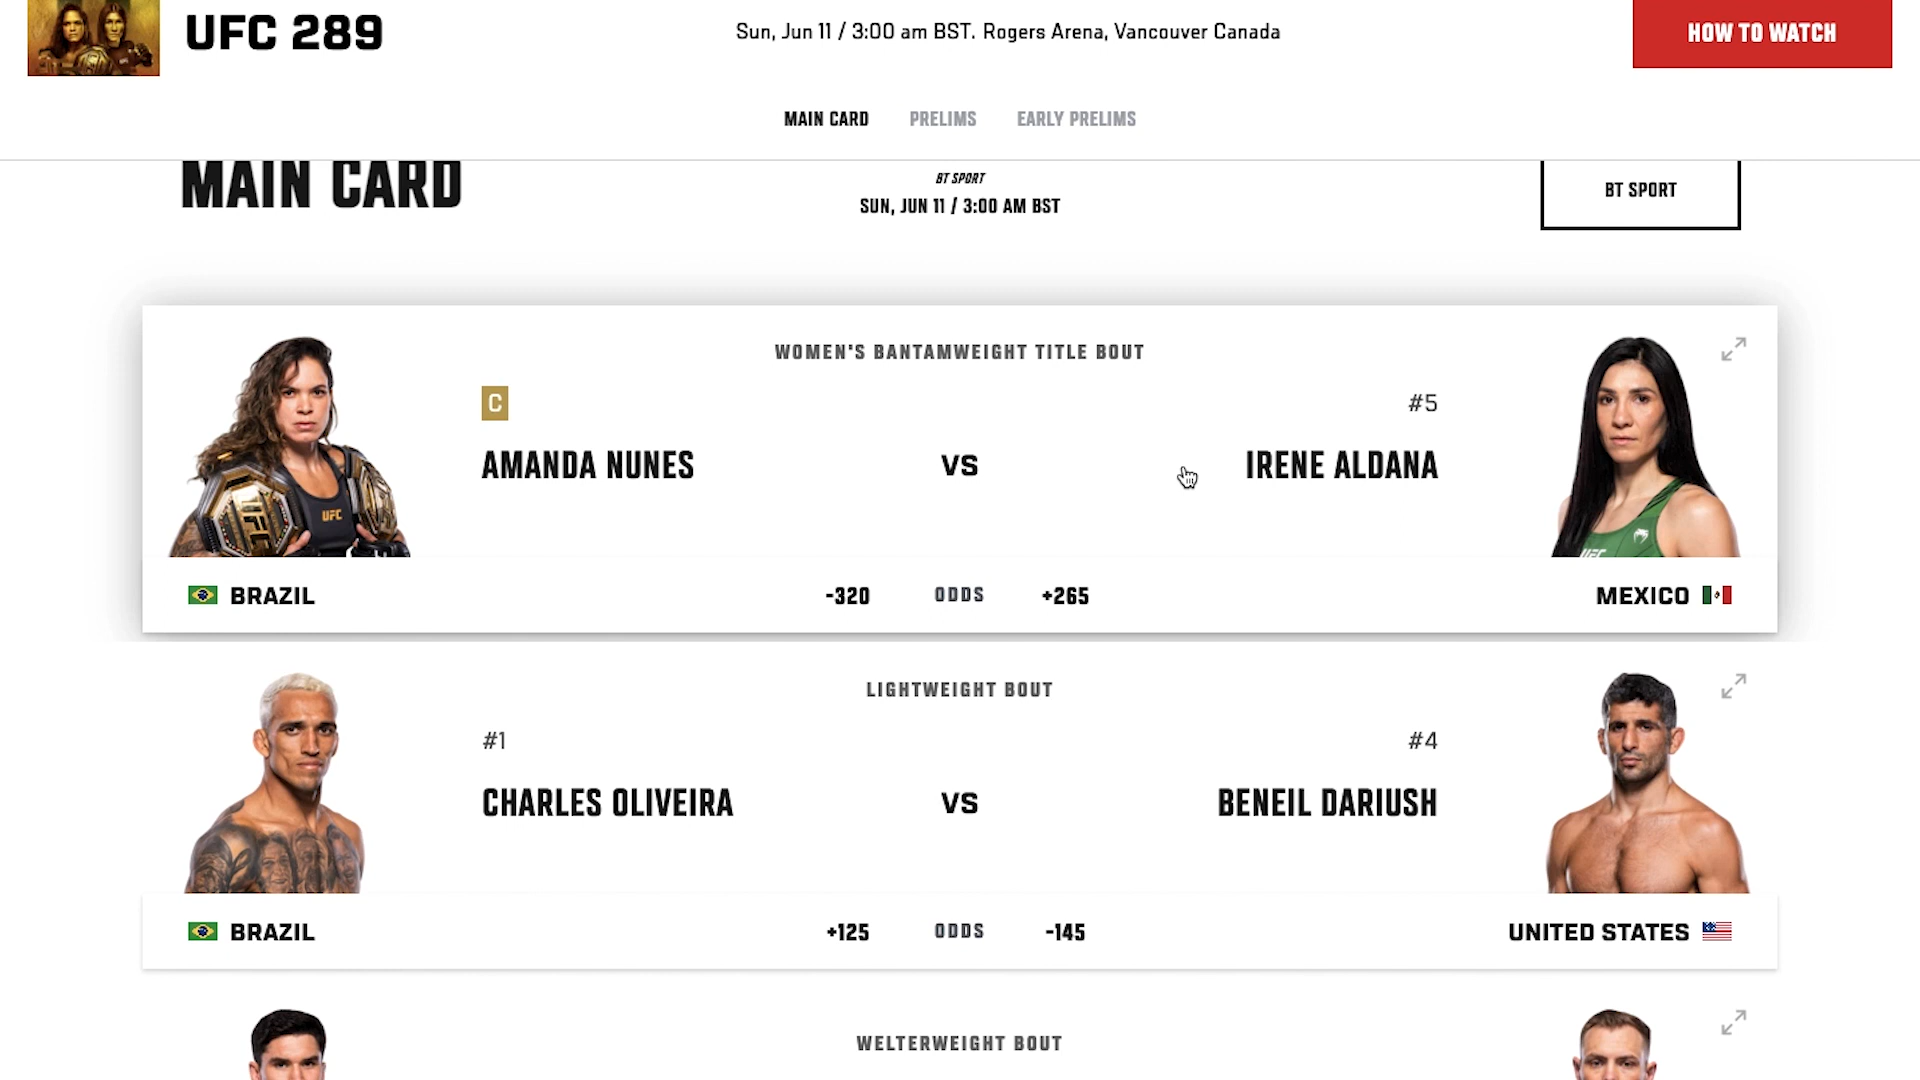 UFC 289
Sun, Jun 11 / 3:00 am BST. Rogers Arena, Vancouver Canada
HOW TO WATCH
MAIN CARD
PRELIMS
EARLY PRELIMS
MAIN CARD
BT SPORT
SUN, JUN 11 / 3:00 AM BST
BT SPORT
WOMEN'S BANTAMWEIGHT TITLE BOUT
C
#5
AMANDA NUNES
VS
IRENE ALDANA
UFC
UFC
BRAZIL
-320
ODDS
+265
MEXICO
LIGHTWEIGHT BOUT
#1
#4
CHARLES OLIVEIRA
VS
BENEIL DARIUSH
BRAZIL
+125
ODDS
-145
UNITED STATES
WELTERWEIGHT BOUT